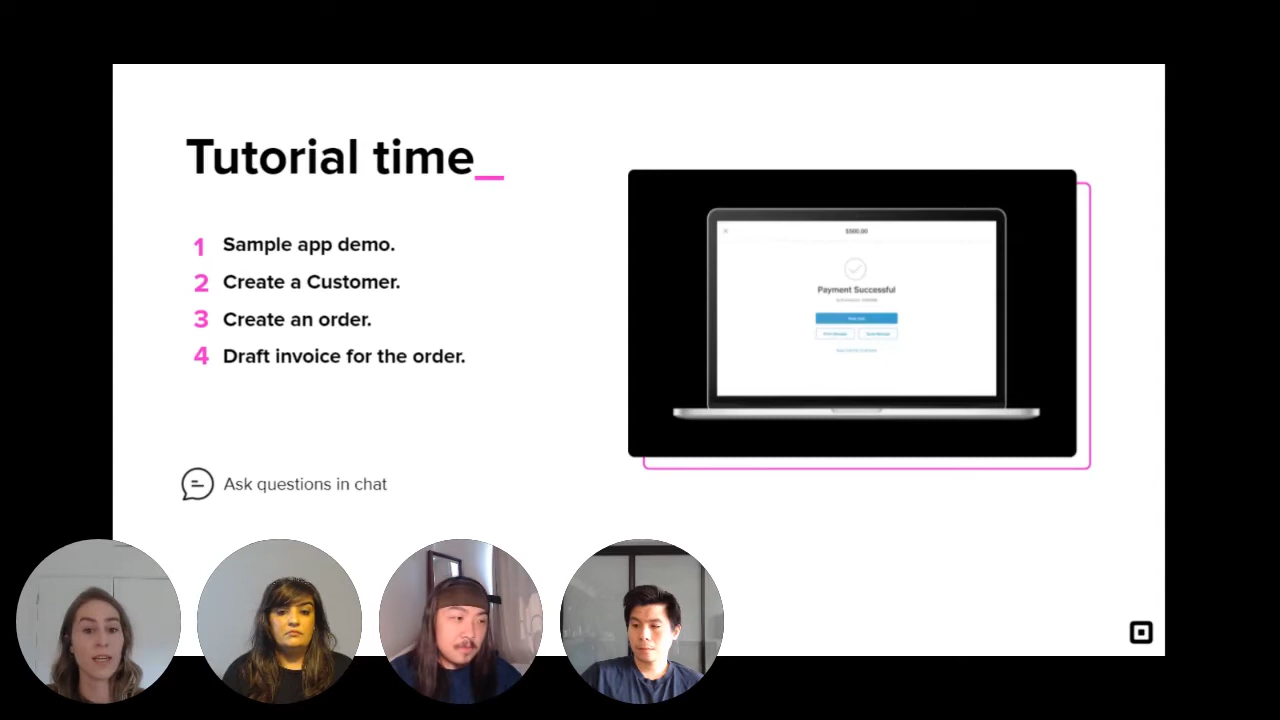 Tutorial time_
1 Sample app demo.
2 Create a Customer.
3 Create an order.
4 Draft invoice for the order.
Ask questions in chat
$500.00
Payment Successful